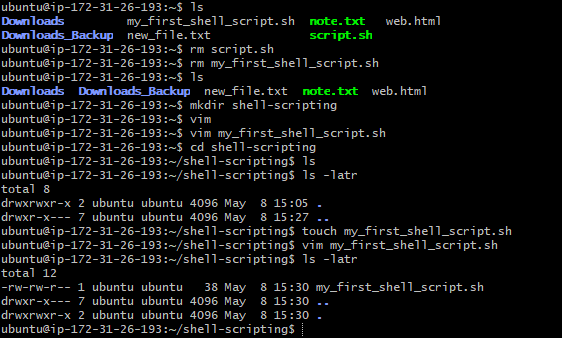 ubuntu@ip-172-31-26-193:~$ ls
Downloads my_first_shell_script.sh note.txt web.html
Downloads_Backup new_file.txt script.sh
ubuntu@ip-172-31-26-193:~$ rm script.sh
ubuntu@ip-172-31-26-193:~$ rm my_first_shell_script.sh
ubuntu@ip-172-31-26-193:~$ ls
Downloads Downloads_Backup new_file.txt note.txt web.html
ubuntu@ip-172-31-26-193:~$ mkdir shell-scripting
ubuntu@ip-172-31-26-193:~$ vim
ubuntu@ip-172-31-26-193:~$ vim my_first_shell_script.sh
ubuntu@ip-172-31-26-193:~$ cd shell-scripting
ubuntu@ip-172-31-26-193:~/shell-scripting$ ls
ubuntu@ip-172-31-26-193:~/shell-scripting$ ls -latr
total 8
drwxrwxr-x 2 ubuntu ubuntu 4096 May 8 15:05 .
drwxr-x--- 7 ubuntu ubuntu 4096 May 8 15:27 ..
ubuntu@ip-172-31-26-193:~/shell-scripting$ touch my_first_shell_script.sh
ubuntu@ip-172-31-26-193:~/shell-scripting$ vim my_first_shell_script.sh
ubuntu@ip-172-31-26-193:~/shell-scripting$ ls -latr
total 12
-rw-rw-r-- 1 ubuntu ubuntu 38 May 8 15:30 my_first_shell_script.sh
drwxr-x--- 7 ubuntu ubuntu 4096 May 8 15:30 ..
drwxrwxr-x 2 ubuntu ubuntu 4096 May 8 15:30 .
ubuntu@ip-172-31-26-193:~/shell-scripting$